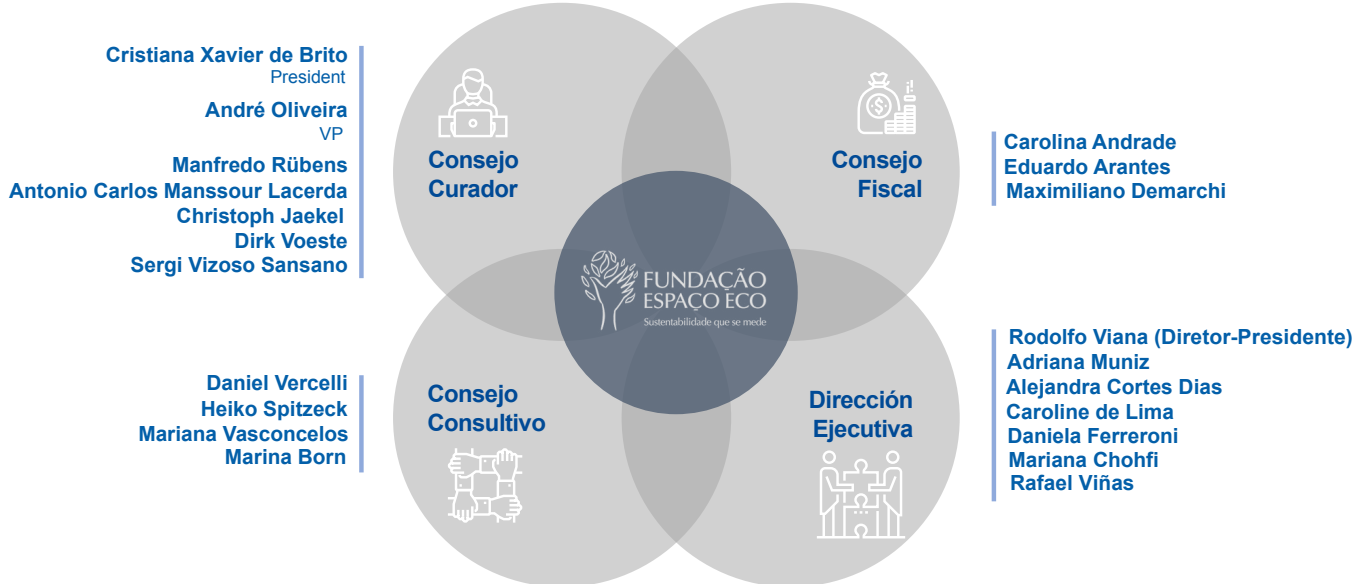 Cristiana Xavier de Brito
President
André Oliveira
VP
Manfredo Rübens
Antonio Carlos Manssour Lacerda
Christoph Jaekel
Dirk Voeste
Sergi Vizoso Sansano
Consejo
Curador
Consejo
Fiscal
$
Carolina Andrade
Eduardo Arantes
Maximiliano Demarchi
FUNDAÇÃO
ESPAÇO ECO
Sustentabilidade que se mede
Daniel Vercelli
Heiko Spitzeck
Mariana Vasconcelos
Marina Born
Consejo
Consultivo
Dirección
Ejecutiva
Rodolfo Viana (Diretor-Presidente)
Adriana Muniz
Alejandra Cortes Dias
Caroline de Lima
Daniela Ferreroni
Mariana Chohfi
Rafael Viñas